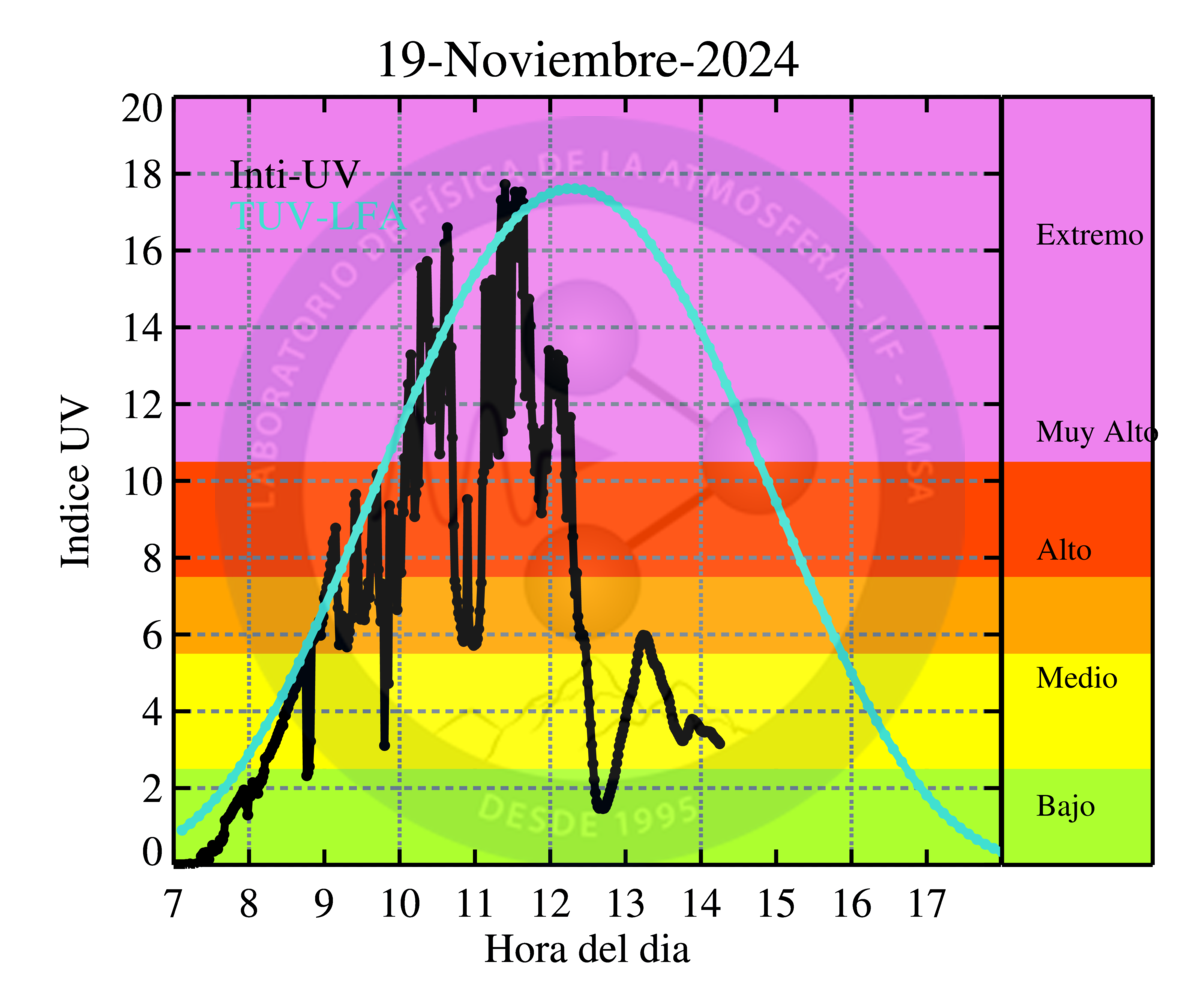 19-Noviembre-2024
20
18
16
14
12
10
8
6
4
2
0
Indice UV
Inti-UV
TUV-LFA
LABORATORIO DE FÍSICA DE LA ATMÓSFERA - IIF - UMSA
DESDE 1995
Extremo
Muy Alto
Alto
Medio
Bajo
7 8 9 10 11 12 13 14 15 16 17
Hora del dia